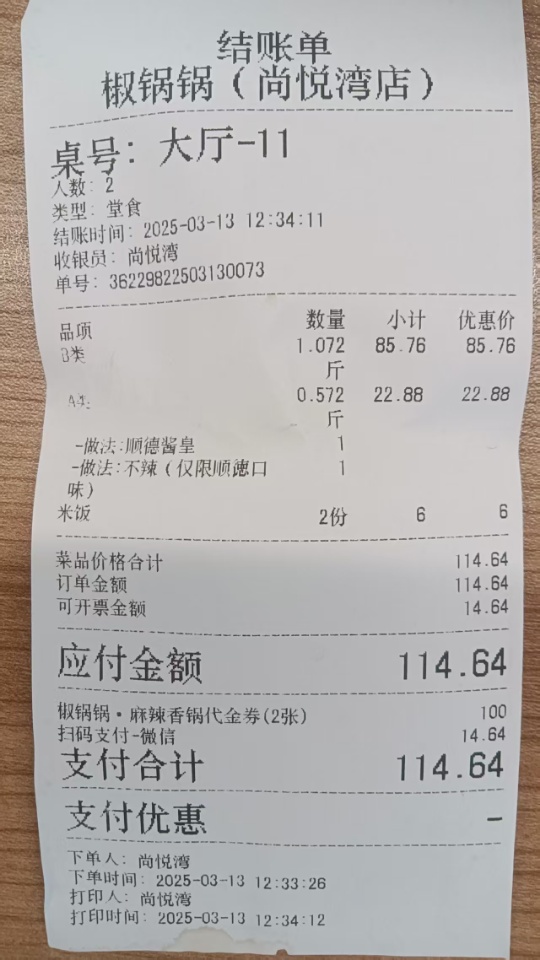 结账单
椒锅锅（尚悦湾店）
桌号: 大厅-11
人数: 2
类型: 堂食
结账时间: 2025-03-13 12:34:11
收银员: 尚悦湾
单号: 36229822503130073
品项 数量 小计 优惠价
B类 1.072 85.76 85.76
斤
A类 0.572 22.88 22.88
斤
-做法:顺德酱皇 1
-做法:不辣（仅限顺德口 1
味）
米饭 2份 6 6
菜品价格合计 114.64
订单金额 114.64
可开票金额 14.64
应付金额 114.64
椒锅锅·麻辣香锅代金券(2张) 100
扫码支付-微信 14.64
支付合计 114.64
支付优惠 -
下单人: 尚悦湾
下单时间: 2025-03-13 12:33:26
打印人: 尚悦湾
打印时间: 2025-03-13 12:34:12